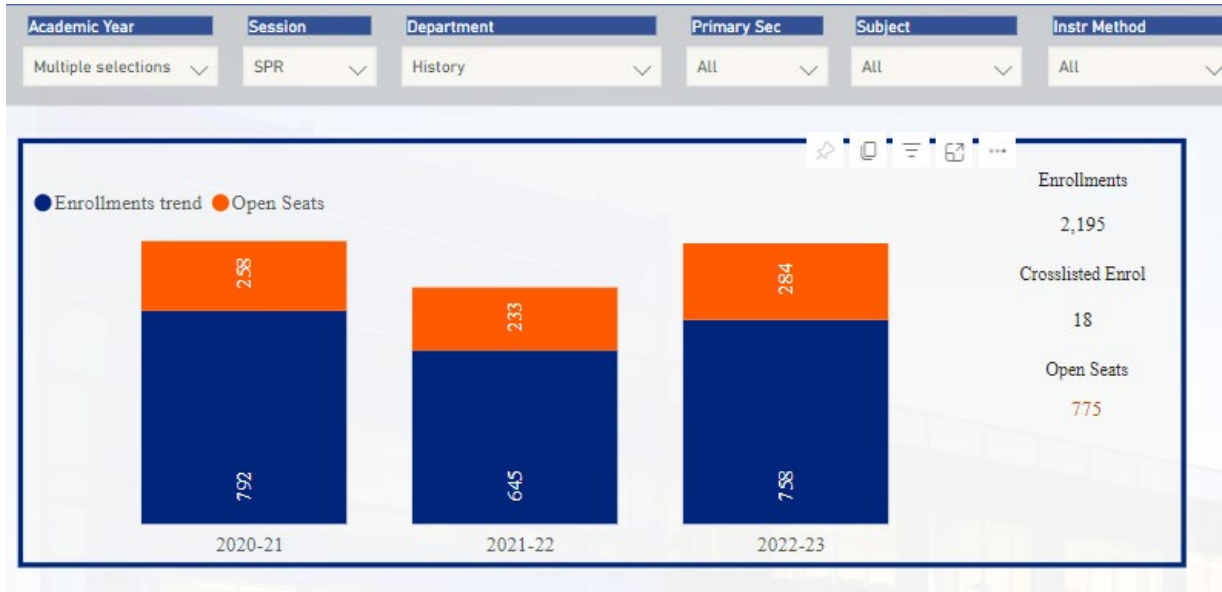 Academic Year Session Department Primary Sec Subject Instr Method
Multiple selections SPR History All All All
Enrollments trend Open Seats
Enrollments
2,195
Crosslisted Enrol
18
Open Seats
775
258 233 284
792 645 758
2020-21 2021-22 2022-23